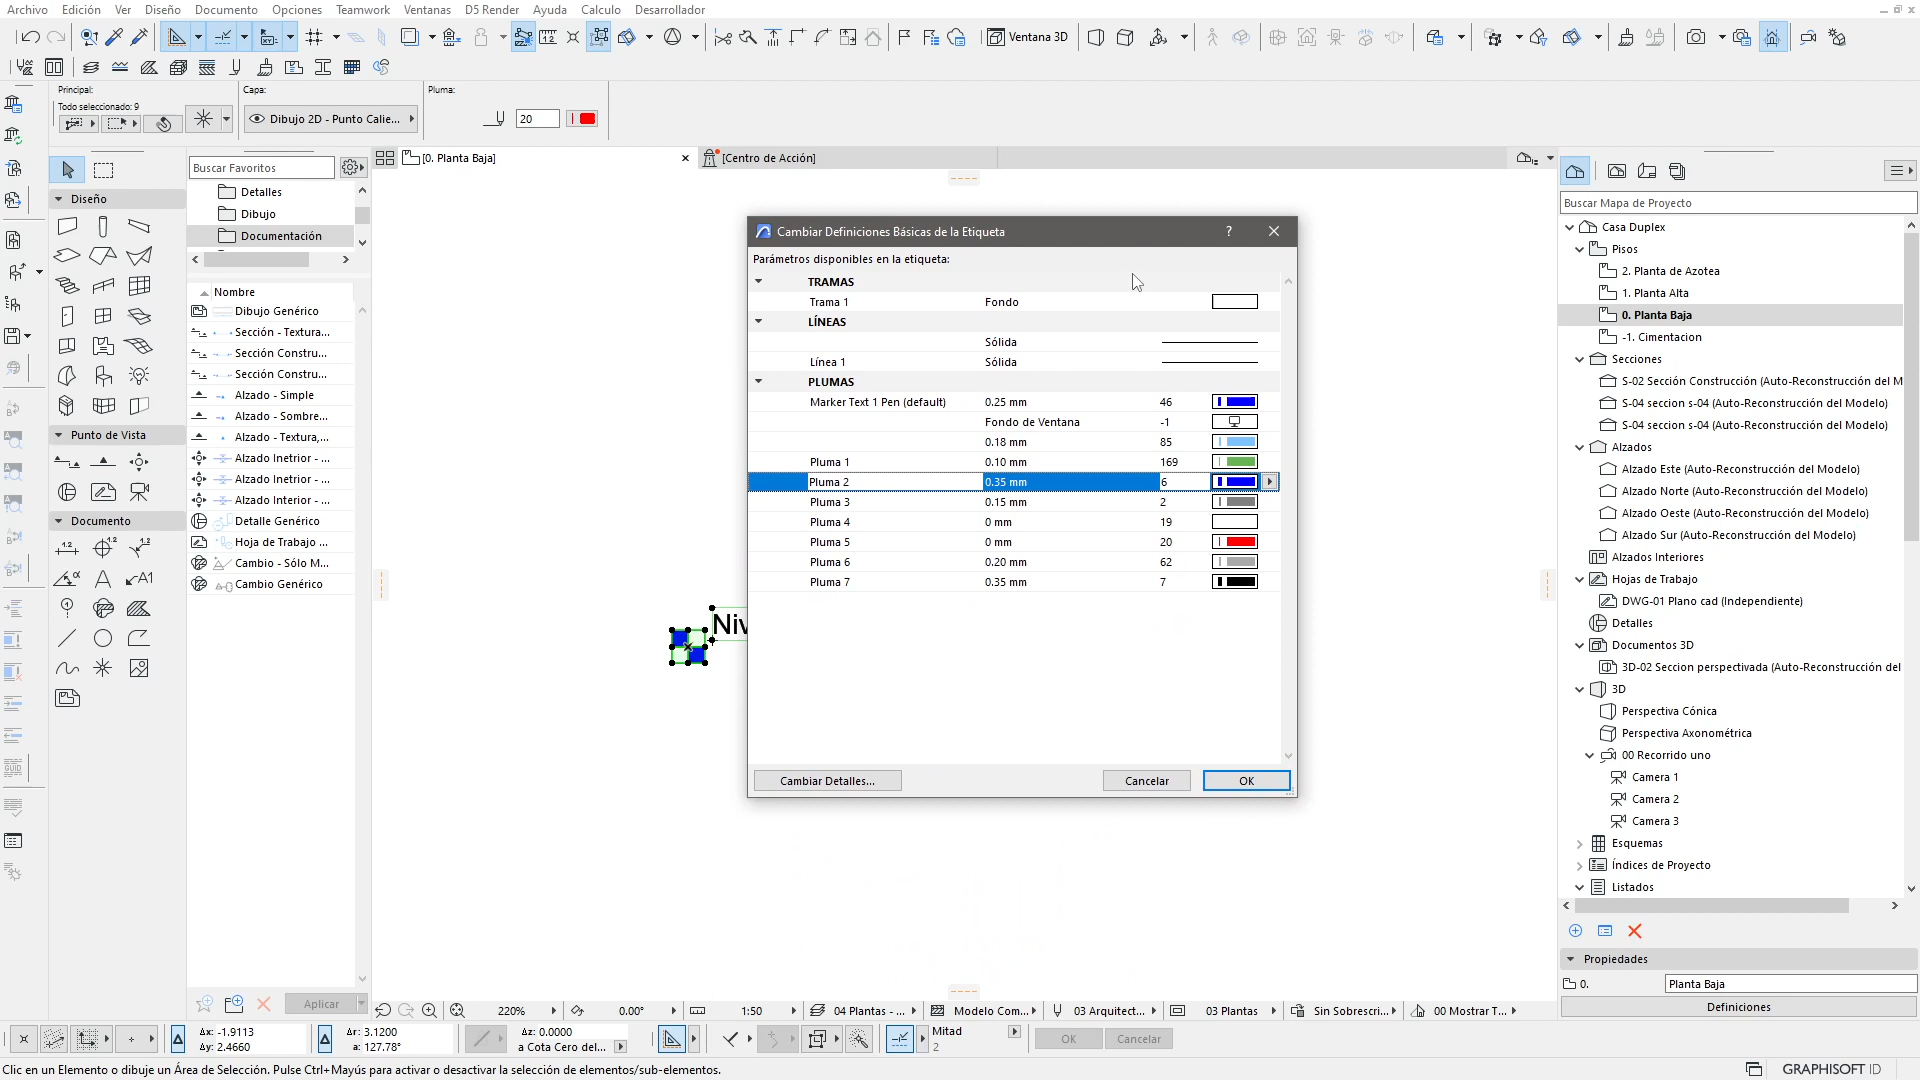 Archivo Edición Ver Diseño Documento Opciones Teamwork Ventanas D5 Render Ayuda Calculo Desarrollador
Ventana 3D
Principal:
Todo seleccionado: 9
Capa:
Dibujo 2D - Punto Calie...
Pluma:
20
Buscar Favoritos
[0. Planta Baja]
[Centro de Acción]
Diseño
Punto de Vista
Documento
Detalles
Dibujo
Documentación
Nombre
Dibujo Genérico
Sección - Textura...
Sección Constru...
Sección Constru...
Alzado - Simple
Alzado - Sombre...
Alzado - Textura,...
Alzado Inetrior - ...
Alzado Inetrior - ...
Alzado Interior - ...
Detalle Genérico
Hoja de Trabajo ...
Cambio - Sólo M...
Cambio Genérico
Aplicar
Niv
Cambiar Definiciones Básicas de la Etiqueta
?
Parámetros disponibles en la etiqueta:
TRAMAS
Trama 1 Fondo
LÍNEAS
Sólida
Línea 1 Sólida
PLUMAS
Marker Text 1 Pen (default) 0.25 mm 46
Fondo de Ventana -1
0.18 mm 85
Pluma 1 0.10 mm 169
Pluma 2 0.35 mm 6
Pluma 3 0.15 mm 2
Pluma 4 0 mm 19
Pluma 5 0 mm 20
Pluma 6 0.20 mm 62
Pluma 7 0.35 mm 7
Cambiar Detalles...
Cancelar
OK
Buscar Mapa de Proyecto
Casa Duplex
Pisos
2. Planta de Azotea
1. Planta Alta
0. Planta Baja
-1. Cimentacion
Secciones
S-02 Sección Construcción (Auto-Reconstrucción del M
S-04 seccion s-04 (Auto-Reconstrucción del Modelo)
S-04 seccion s-04 (Auto-Reconstrucción del Modelo)
Alzados
Alzado Este (Auto-Reconstrucción del Modelo)
Alzado Norte (Auto-Reconstrucción del Modelo)
Alzado Oeste (Auto-Reconstrucción del Modelo)
Alzado Sur (Auto-Reconstrucción del Modelo)
Alzados Interiores
Hojas de Trabajo
DWG-01 Plano cad (Independiente)
Detalles
Documentos 3D
3D-02 Seccion perspectivada (Auto-Reconstrucción del
3D
Perspectiva Cónica
Perspectiva Axonométrica
00 Recorrido uno
Camera 1
Camera 2
Camera 3
Esquemas
Índices de Proyecto
Listados
Propiedades
0. Planta Baja
Definiciones
220% 0.00° 1:50 04 Plantas - ... Modelo Com... 03 Arquitect... 03 Plantas Sin Sobrescri... 00 Mostrar T...
Δx: -1.9113
Δy: 2.4660
Δr: 3.1200
a: 127.78°
Δz: 0.0000
a Cota Cero del...
Mitad
2
OK
Cancelar
Clic en un Elemento o dibuje un Área de Selección. Pulse Ctrl+Mayús para activar o desactivar la selección de elementos/sub-elementos.
GRAPHISOFT ID